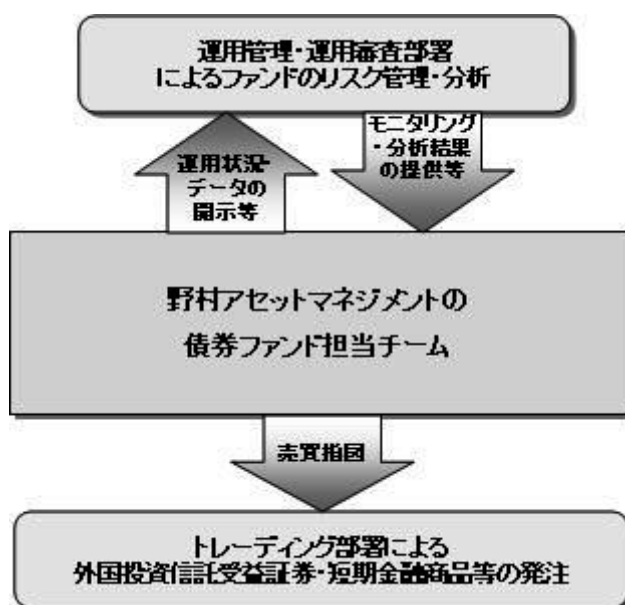 運用管理・運用審査部署
によるファンドのリスク管理・分析
運用状況・
データの
開示等
モニタリング
・分析結果
の提供等
野村アセットマネジメントの
債券ファンド担当チーム
売買指図
トレーディング部署による
外国投資信託受益証券・短期金融商品等の発注